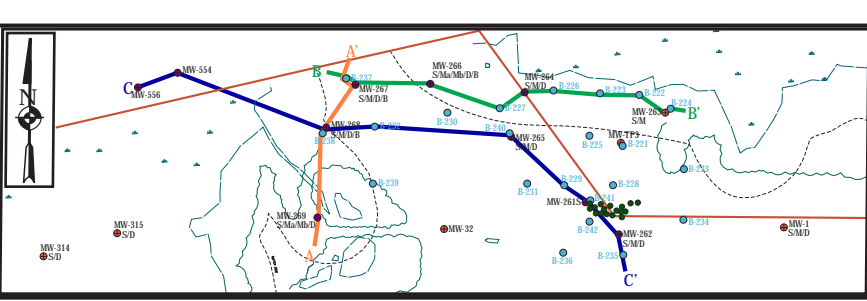 A'
MW-554
B
B-237
MW-266
S/Ma/Mb/D/B
MW-264
S/M/D
C
MW-556
MW-267
S/M/D/B
B-226
B-223
B-222
B-224
B'
N
B-227
MW-263
S/M
B-230
MW-268
S/M/D/B
B-232
B-238
B-240
MW-265
S/M/D
MW-TP3
B-225
B-221
B-233
B-239
B-231
B-229
B-228
B-241
MW-261S
MW-269
S/Ma/Mb/D
MW-315
S/D
MW-32
B-242
B-234
MW-1
S/M/D
MW-262
S/M/D
MW-314
S/D
A
B-236
B-235
C'